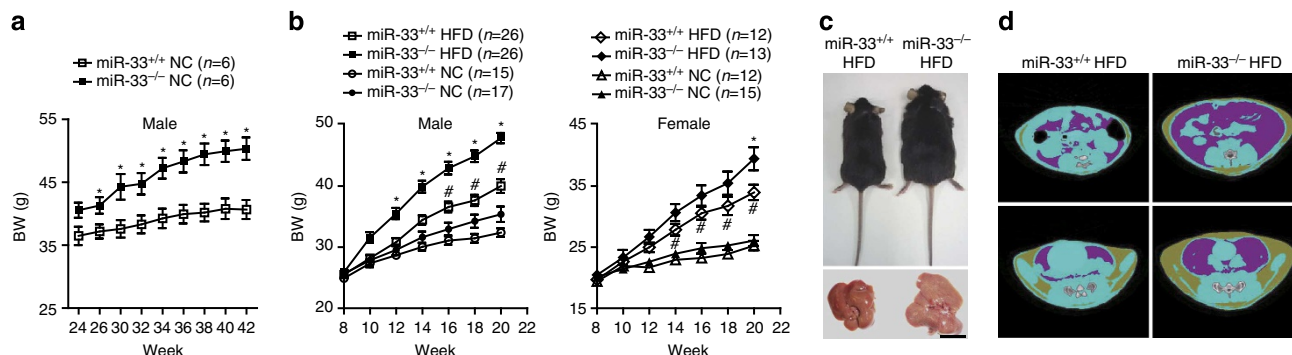 a
miR-33+/+ NC (n=6)
miR-33–/– NC (n=6)
Male
55
45
35
25
BW (g)
* * * * * * * *
24 26 30 32 34 36 38 40 42
Week
b
miR-33+/+ HFD (n=26)
miR-33–/– HFD (n=26)
miR-33+/+ NC (n=15)
miR-33–/– NC (n=17)
Male
50
40
30
20
BW (g)
* * * * *
# # #
8 10 12 14 16 18 20 22
Week
miR-33+/+ HFD (n=12)
miR-33–/– HFD (n=13)
miR-33+/+ NC (n=12)
miR-33–/– NC (n=15)
Female
45
35
25
15
BW (g)
*
# # # #
8 10 12 14 16 18 20 22
Week
c
miR-33+/+ miR-33–/–
HFD HFD
d
miR-33+/+ HFD miR-33–/– HFD